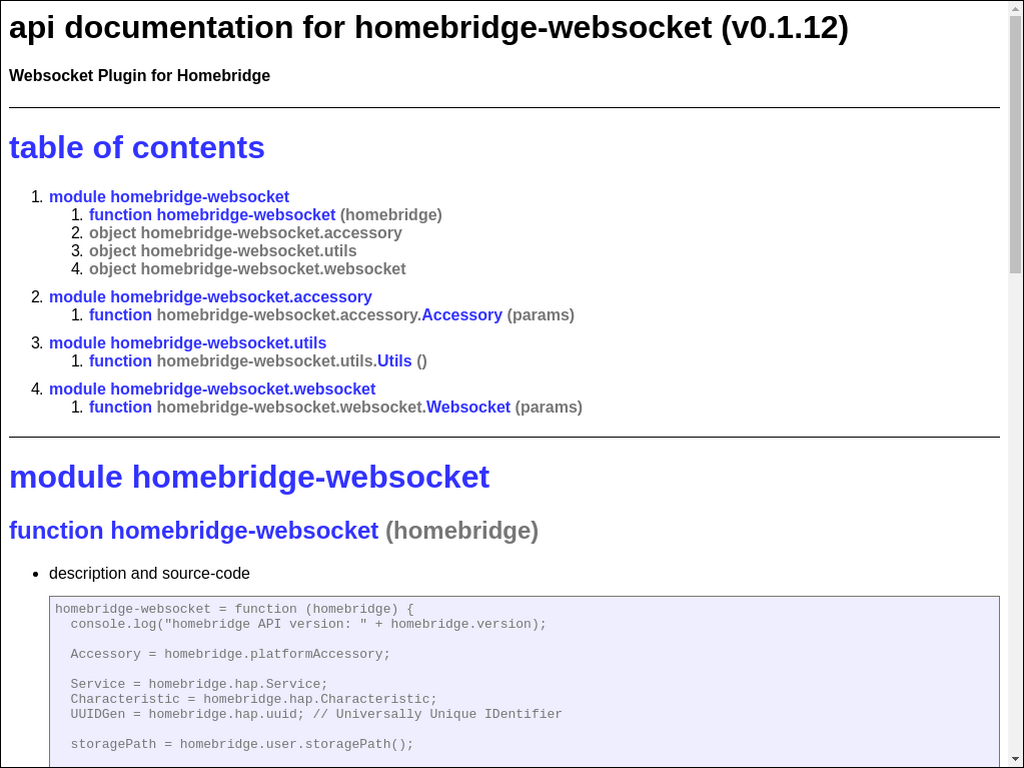 api documentation for homebridge-websocket (v0.1.12)
Websocket Plugin for Homebridge
table of contents
1. module homebridge-websocket
1. function homebridge-websocket (homebridge)
2. object homebridge-websocket.accessory
3. object homebridge-websocket.utils
4. object homebridge-websocket.websocket
2. module homebridge-websocket.accessory
1. function homebridge-websocket.accessory.Accessory (params)
3. module homebridge-websocket.utils
1. function homebridge-websocket.utils.Utils ()
4. module homebridge-websocket.websocket
1. function homebridge-websocket.websocket.Websocket (params)
module homebridge-websocket
function homebridge-websocket (homebridge)
• description and source-code
homebridge-websocket = function (homebridge) {
  console.log("homebridge API version: " + homebridge.version);
  Accessory = homebridge.platformAccessory;
  Service = homebridge.hap.Service;
  Characteristic = homebridge.hap.Characteristic;
  UUIDGen = homebridge.hap.uuid; // Universally Unique IDentifier
  storagePath = homebridge.user.storagePath();